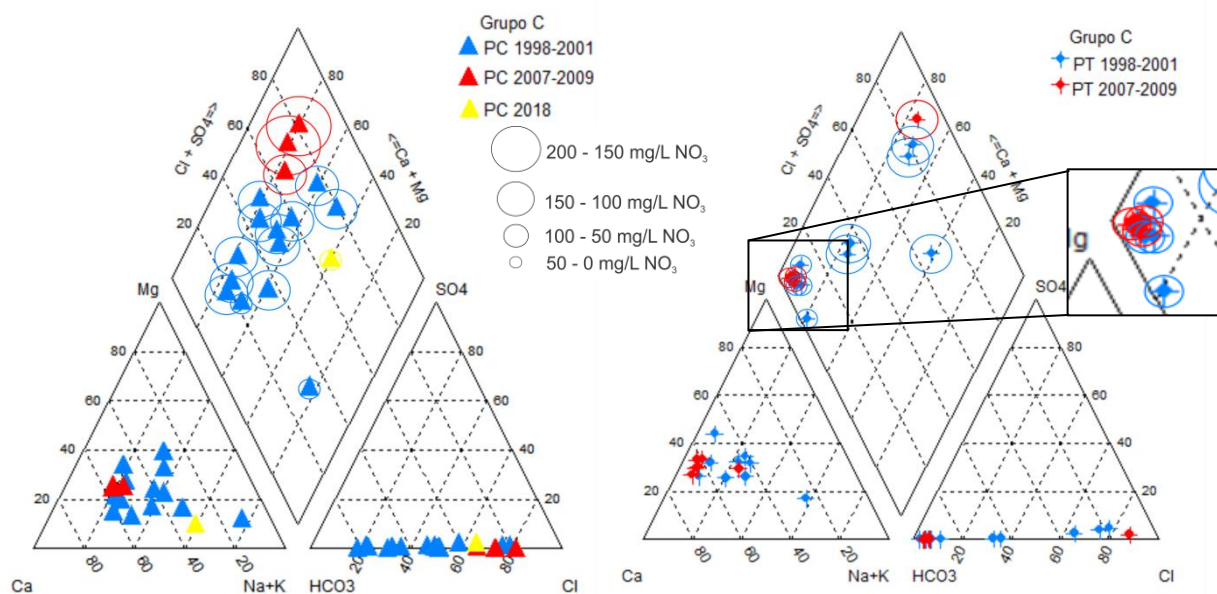 Grupo C
PC 1998-2001
PC 2007-2009
PC 2018
200 - 150 mg/L NO₃
150 - 100 mg/L NO₃
100 - 50 mg/L NO₃
50 - 0 mg/L NO₃
80
80
60
60
40
40
20
20
Cl + SO4=>
<=Ca + Mg
Mg
SO4
80
80
60
60
40
40
20
20
80
60
40
20
20
40
60
80
Ca
Na+K
HCO3
Cl
Grupo C
PT 1998-2001
PT 2007-2009
80
80
60
60
40
40
20
20
Cl + SO4=>
<=Ca + Mg
Mg
SO4
80
80
60
60
40
40
20
20
80
60
40
20
20
40
60
80
Ca
Na+K
HCO3
Cl